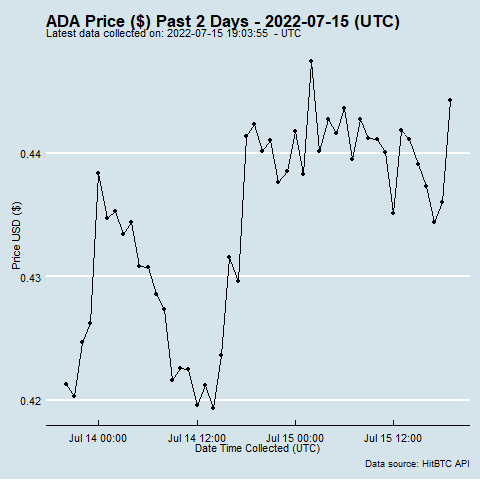 ADA Price ($) Past 2 Days - 2022-07-15 (UTC)
Latest data collected on: 2022-07-15 19:03:55 - UTC
Price USD ($)
0.44
0.43
0.42
Jul 14 00:00
Jul 14 12:00
Jul 15 00:00
Jul 15 12:00
Date Time Collected (UTC)
Data source: HitBTC API